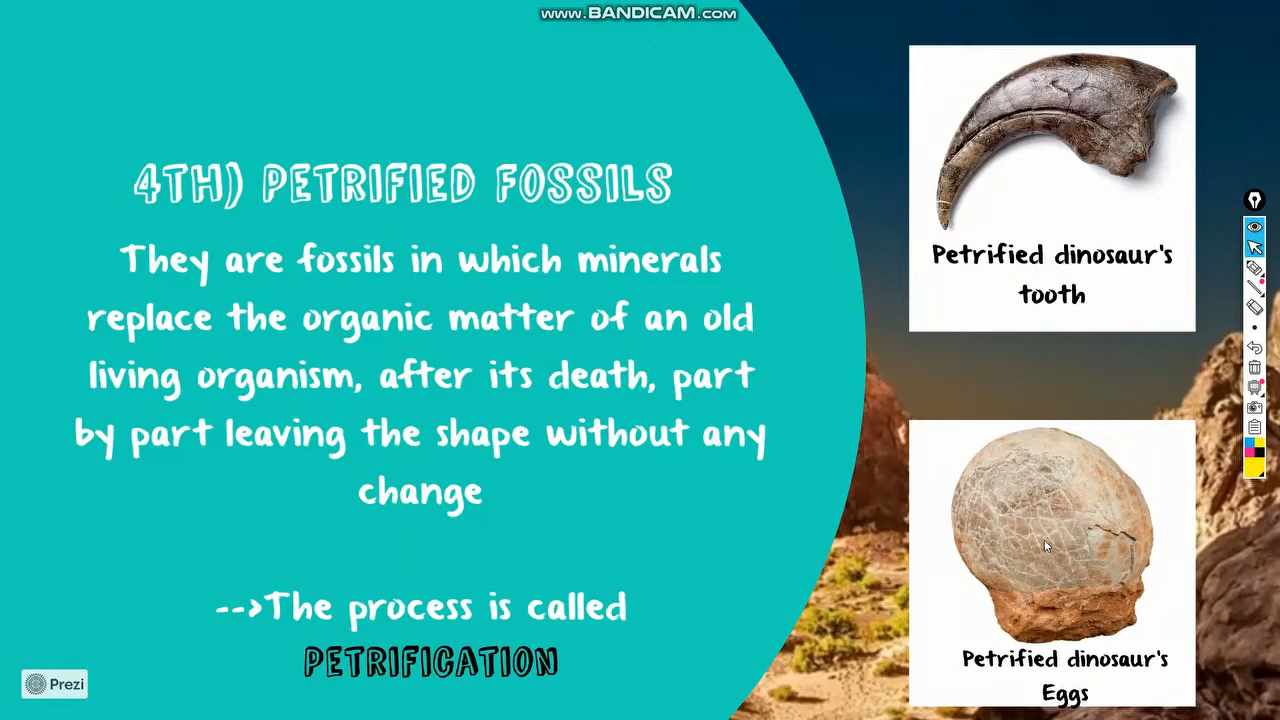 www.BANDICAM.com
4TH) PETRIFIED FOSSILS
They are fossils in which minerals
replace the organic matter of an old
living organism, after its death, part
by part leaving the shape without any
change
-->The process is called
PETRIFICATION
Petrified dinosaur's
tooth
Petrified dinosaur's
Eggs
Prezi